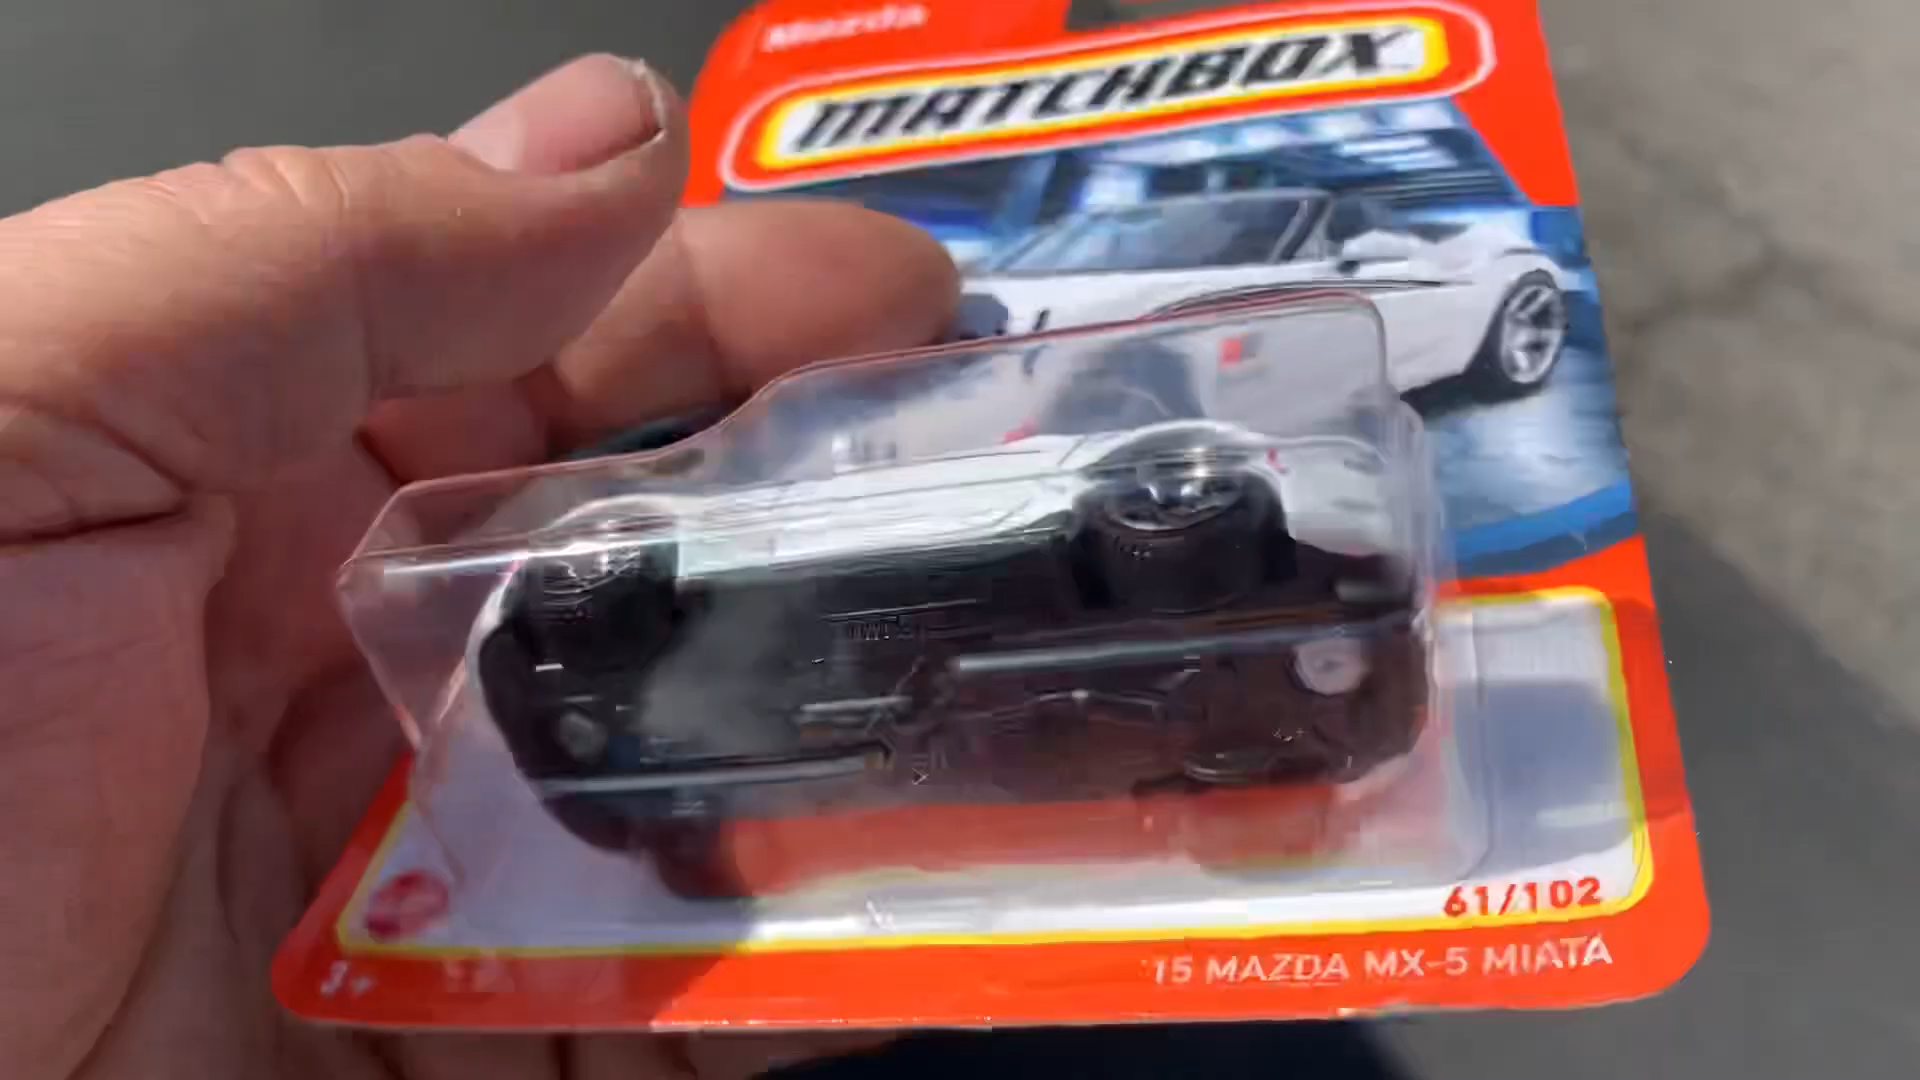 Mazda
MATCHBOX
61/102
'15 MAZDA MX-5 MIATA
3+